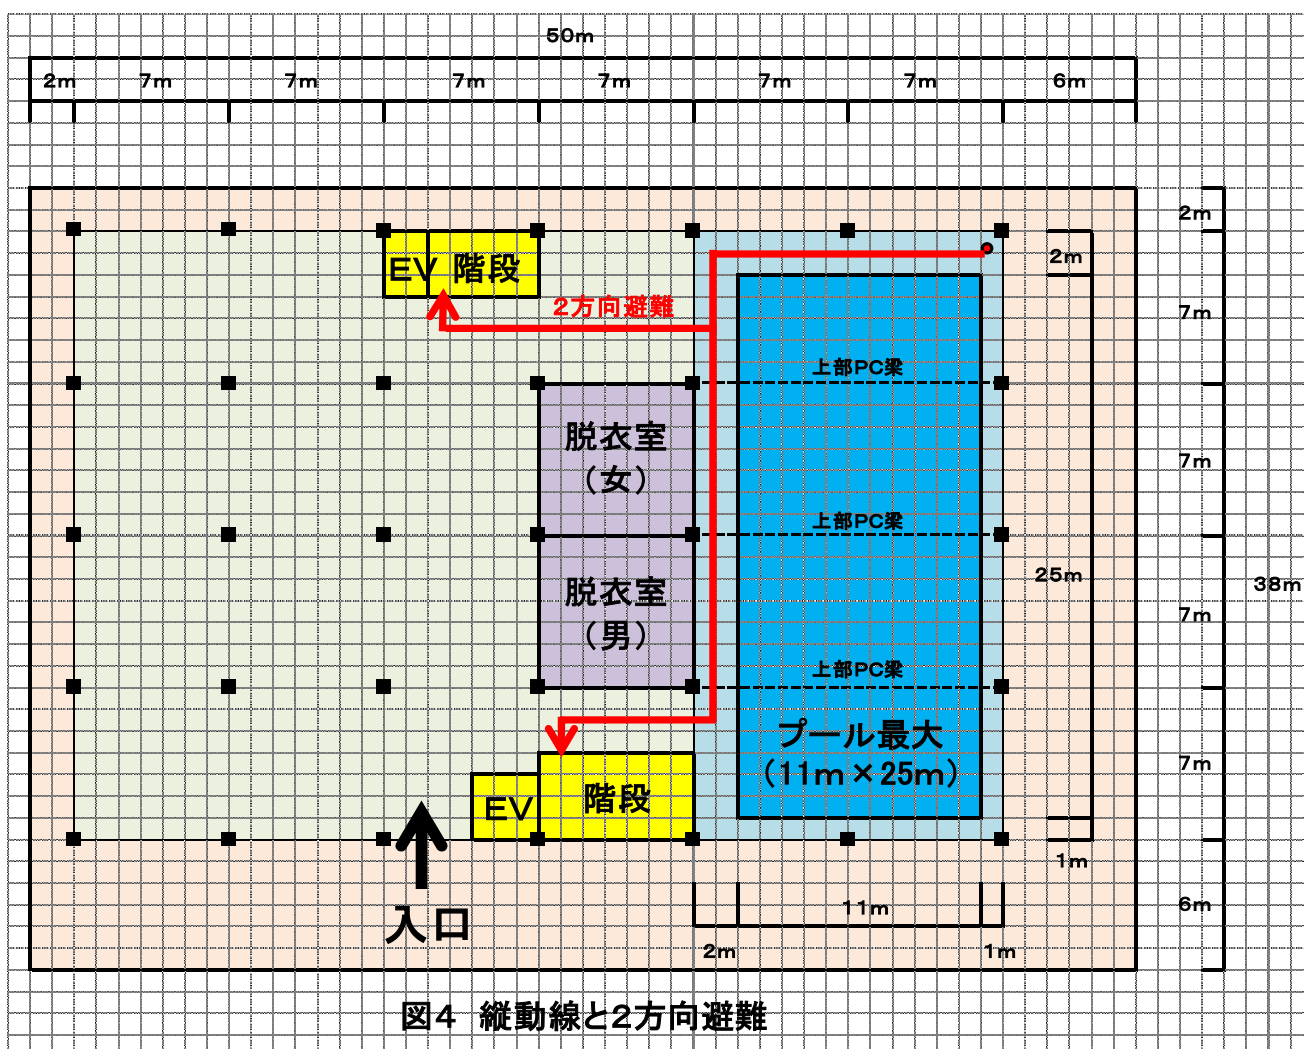 50m
2m 7m 7m 7m 7m 7m 7m 6m
2m
EV 階段
2m
2方向避難
7m
上部PC梁
脱衣室
（女）
7m
上部PC梁
25m
38m
脱衣室
（男）
7m
上部PC梁
プール最大
（11m×25m）
7m
EV 階段
1m
入口
11m
6m
2m 1m
図4 縦動線と2方向避難